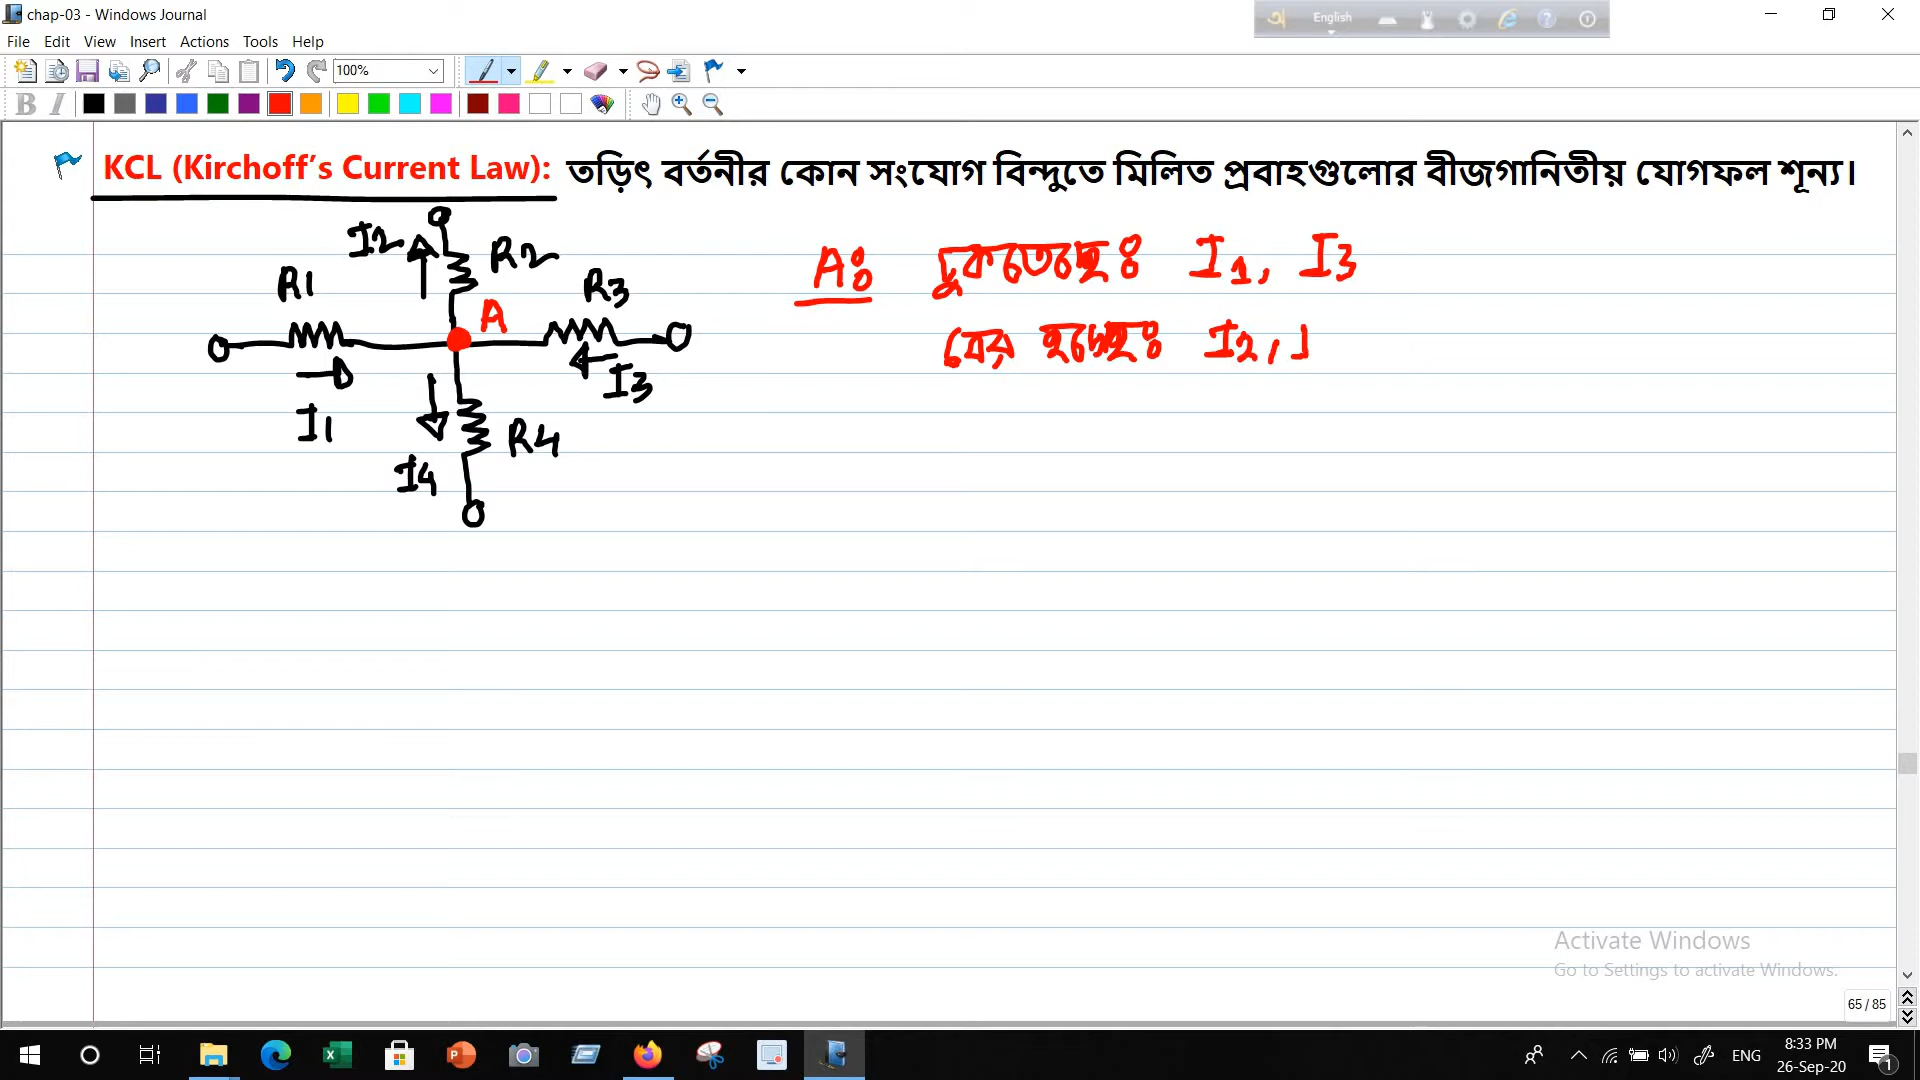 chap-03 - Windows Journal
English
File Edit View Insert Actions Tools Help
100%
B I
KCL (Kirchoff’s Current Law): তড়িৎ বর্তনীর কোন সংযোগ বিন্দুতে মিলিত প্রবাহগুলোর বীজগানিতীয় যোগফল শূন্য।
I2 R2
A: ঢুকতেছেঃ I1, I3
R1 A R3
বের হচ্ছেঃ I2, I
I3
I1
R4
I4
Activate Windows
Go to Settings to activate Windows.
65 / 85
ENG
8:33 PM
26-Sep-20
1